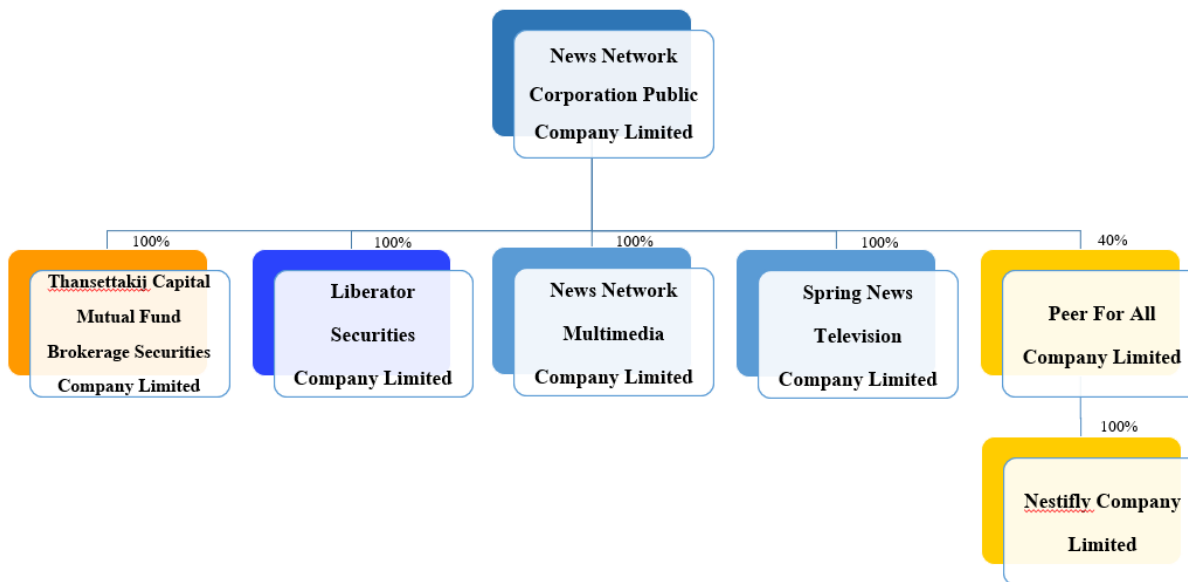 News Network
Corporation Public
Company Limited
100%
100%
100%
100%
40%
Thansettakij Capital
Mutual Fund
Brokerage Securities
Company Limited
Liberator
Securities
Company Limited
News Network
Multimedia
Company Limited
Spring News
Television
Company Limited
Peer For All
Company Limited
100%
Nestifly Company
Limited